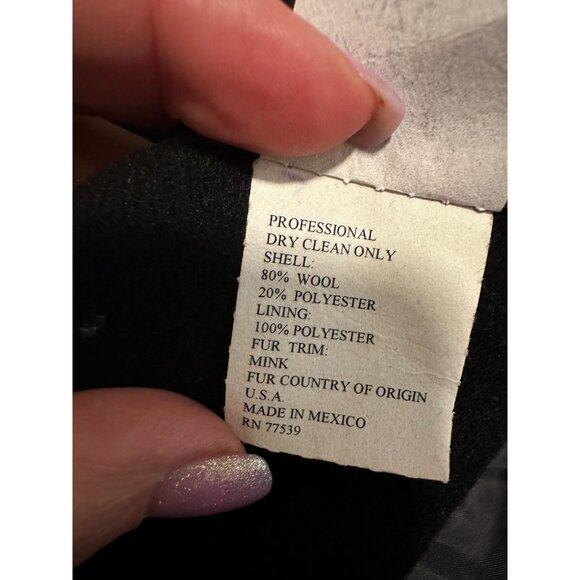 PROFESSIONAL
DRY CLEAN ONLY
SHELL:
80% WOOL
20% POLYESTER
LINING:
100% POLYESTER
FUR TRIM:
MINK
FUR COUNTRY OF ORIGIN
U.S.A.
MADE IN MEXICO
RN 77539